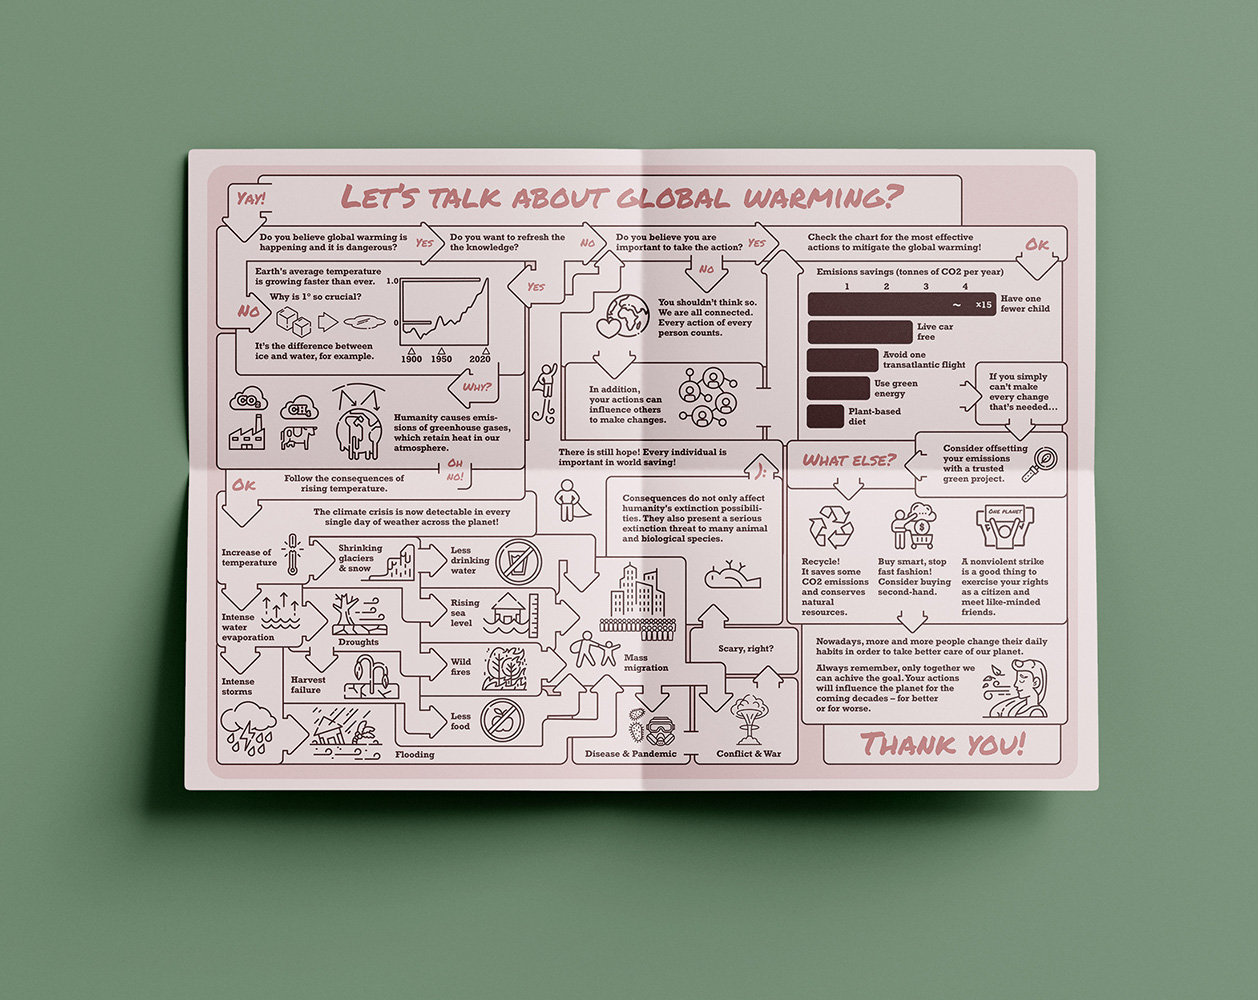 YAY!
LET'S TALK ABOUT GLOBAL WARMING?
Do you believe global warming is
happening and it is dangerous?
YES
Do you want to refresh the
the knowledge?
NO
Do you believe you are
important to take the action?
YES
Check the chart for the most effective
actions to mitigate the global warming!
OK
Earth's average temperature
is growing faster than ever.
Why is 1° so crucial?
NO
It's the difference between
ice and water, for example.
1.0
0
1900 1950 2020
YES
WHY?
CO2
CH4
Humanity causes emis-
sions of greenhouse gases,
which retain heat in our
atmosphere.
OH
NO!
NO
You shouldn't think so.
We are all connected.
Every action of every
person counts.
In addition,
your actions can
influence others
to make changes.
There is still hope! Every individual is
important in world saving!
Emisions savings (tonnes of CO2 per year)
1 2 3 4
~ x15
Have one
fewer child
Live car
free
Avoid one
transatlantic flight
Use green
energy
Plant-based
diet
If you simply
can't make
every change
that's needed...
Consider offsetting
your emissions
with a trusted
green project.
WHAT ELSE?
OK
Follow the consequences of
rising temperature.
The climate crisis is now detectable in every
single day of weather across the planet!
Increase of
temperature
Shrinking
glaciers
& snow
Less
drinking
water
Intense
water
evaporation
Droughts
Rising
sea
level
Intense
storms
Harvest
failure
Wild
fires
Less
food
Flooding
):
Consequences do not only affect
humanity's extinction possibili-
ties. They also present a serious
extinction threat to many animal
and biological species.
Mass
migration
Scary, right?
Disease & Pandemic
Conflict & War
ONE PLANET
$
Recycle!
It saves some
CO2 emissions
and conserves
natural
resources.
Buy smart, stop
fast fashion!
Consider buying
second-hand.
A nonviolent strike
is a good thing to
exercise your rights
as a citizen and
meet like-minded
friends.
Nowadays, more and more people change their daily
habits in order to take better care of our planet.
Always remember, only together we
can achive the goal. Your actions
will influence the planet for the
coming decades – for better
or for worse.
THANK YOU!